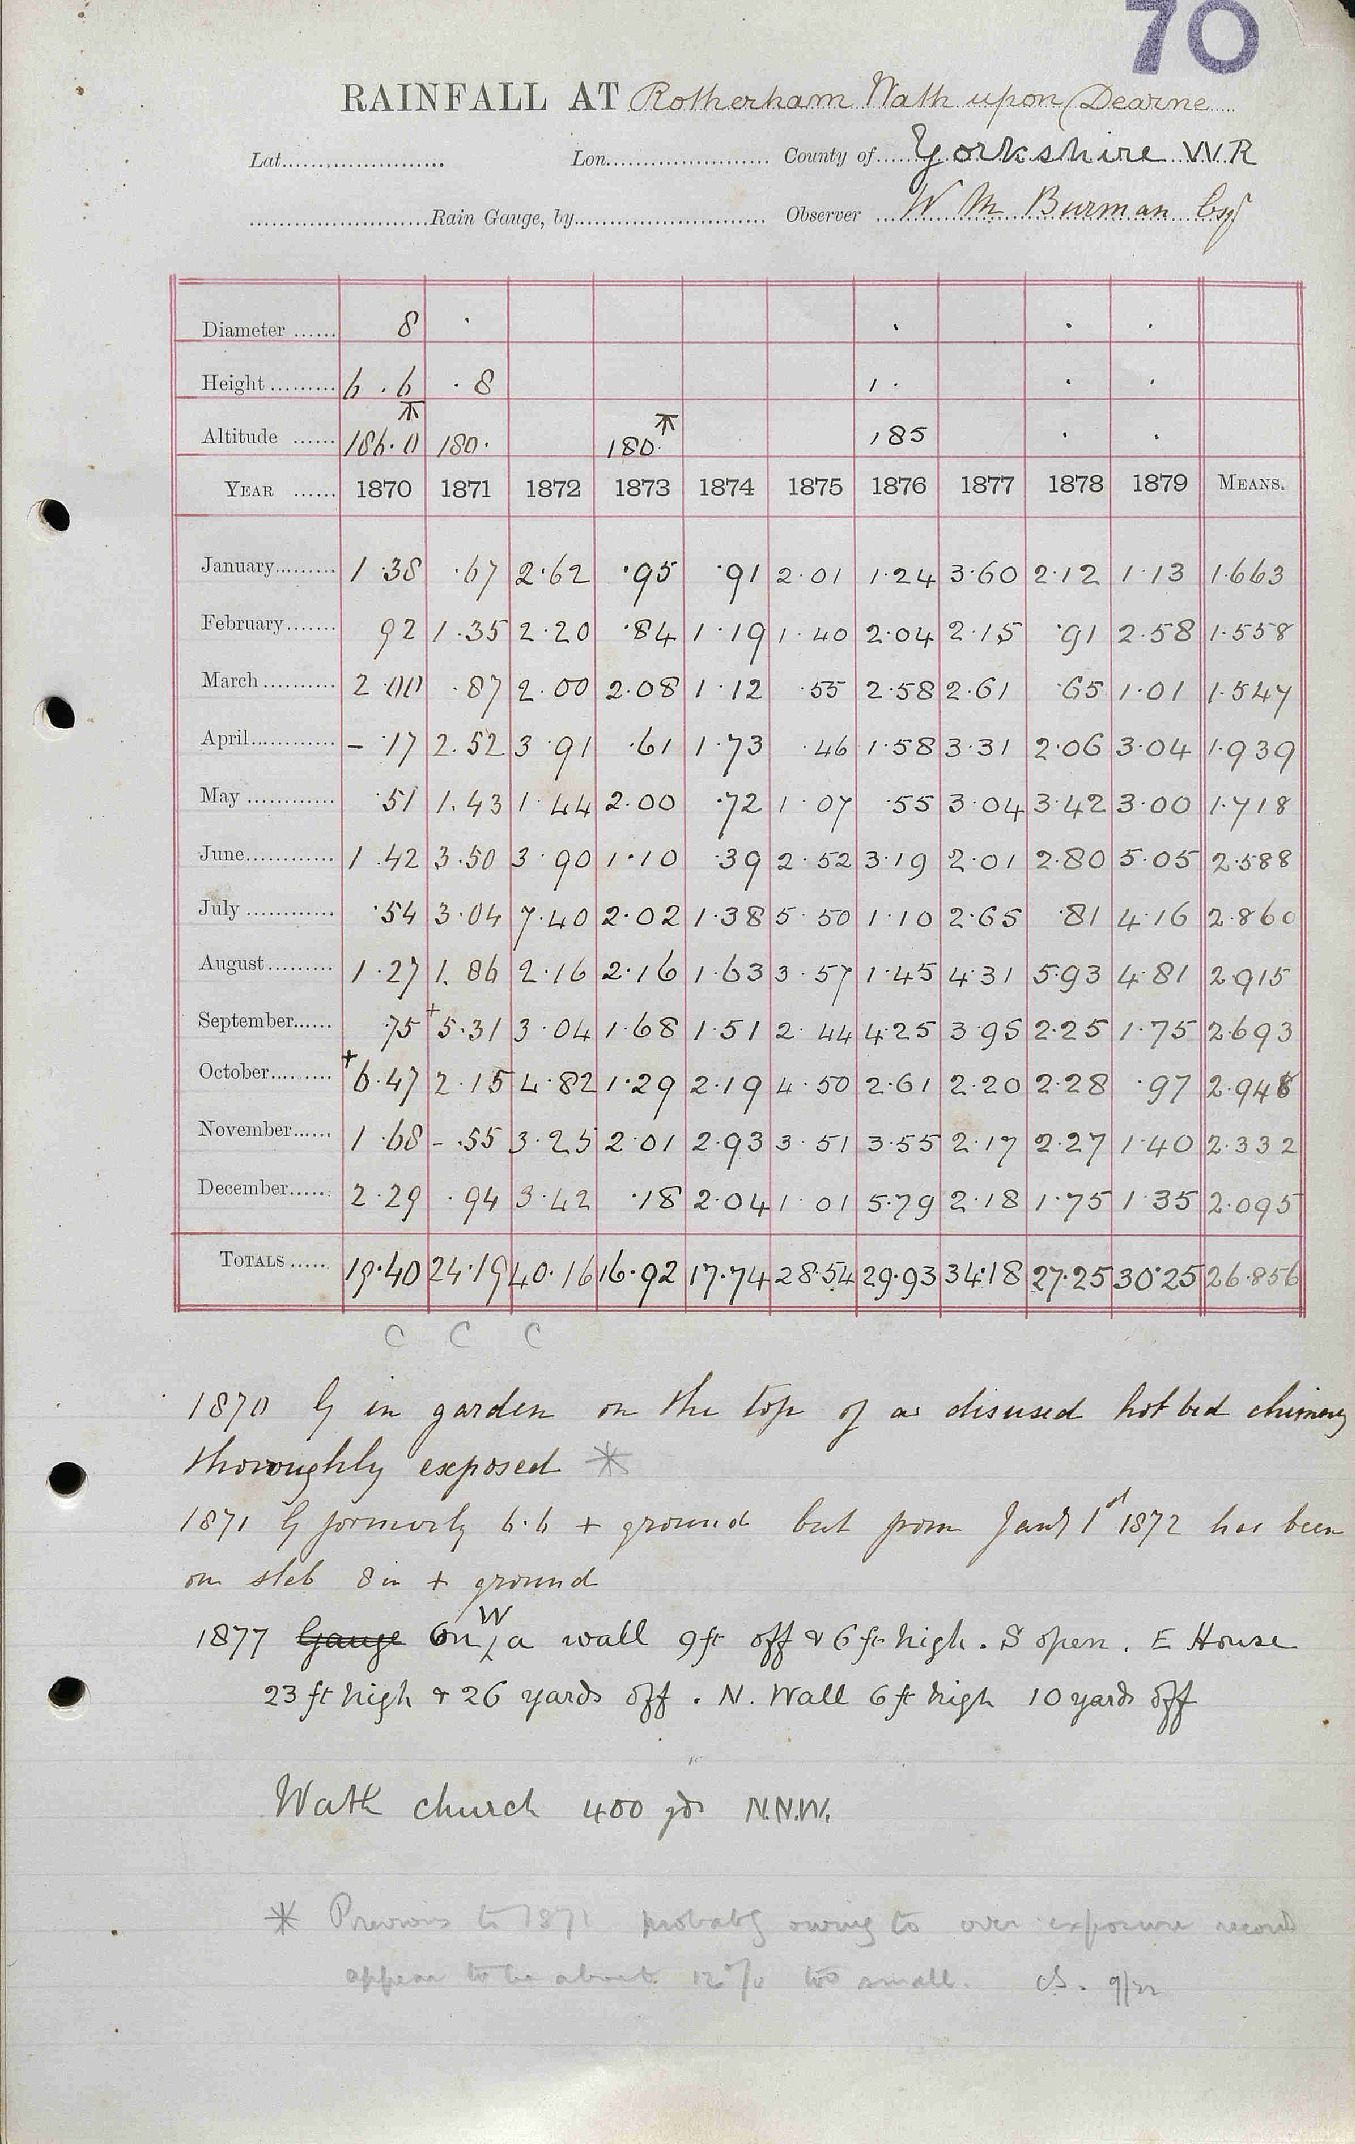 70
RAINFALL AT Rotherham Wath upon Dearne
Lat. Lon. County of Yorkshire W R
Rain Gauge, by Observer W M Burman Esqr
Diameter 8 . . . .
Height 6 . 6 . 8 1 . . .
Altitude 186.0 180. 180. 185 . .
YEAR 1870 1871 1872 1873 1874 1875 1876 1877 1878 1879 MEANS.
January 1.38 .67 2.62 .95 .91 2.01 1.24 3.60 2.12 1.13 1.663
February 92 1.35 2.20 .84 1.19 1.40 2.04 2.15 .91 2.58 1.558
March 2.00 .87 2.00 2.08 1.12 .55 2.58 2.61 .65 1.01 1.547
April – .17 2.52 3.91 .61 1.73 .46 1.58 3.31 2.06 3.04 1.939
May .51 1.43 1.44 2.00 .72 1.07 .55 3.04 3.42 3.00 1.718
June 1.42 3.50 3.90 1.10 .39 2.52 3.19 2.01 2.80 5.05 2.588
July .54 3.04 7.40 2.02 1.38 5.50 1.10 2.65 .81 4.16 2.860
August 1.27 1.86 2.16 2.16 1.63 3.57 1.45 4.31 5.93 4.81 2.915
September .75 + 5.31 3.04 1.68 1.51 2.44 4.25 3.95 2.25 1.75 2.693
October + 6.47 2.15 4.82 1.29 2.19 4.50 2.61 2.20 2.28 .97 2.948
November 1.68 – .55 3.25 2.01 2.93 3.51 3.55 2.17 2.27 1.40 2.332
December 2.29 .94 3.42 .18 2.04 1.01 5.79 2.18 1.75 1.35 2.095
TOTALS 19.40 24.19 40.16 16.92 17.74 28.54 29.93 34.18 27.25 30.25 26.856
C C C
1870 G in garden on the top of a disused hot bed chimney
thoroughly exposed *
1871 G formerly 6.6 + ground but from Jany 1st 1872 has been
on slab 8 in + ground
1877 Gauge On W a wall 9 ft off & 6 ft high. S open. E House
23 ft high & 26 yards off. N. Wall 6 ft high 10 yards off
Wath church 400 yds N.N.W.
* Previous to 1871 probably owing to over exposure record
appear to be about 12% too small.